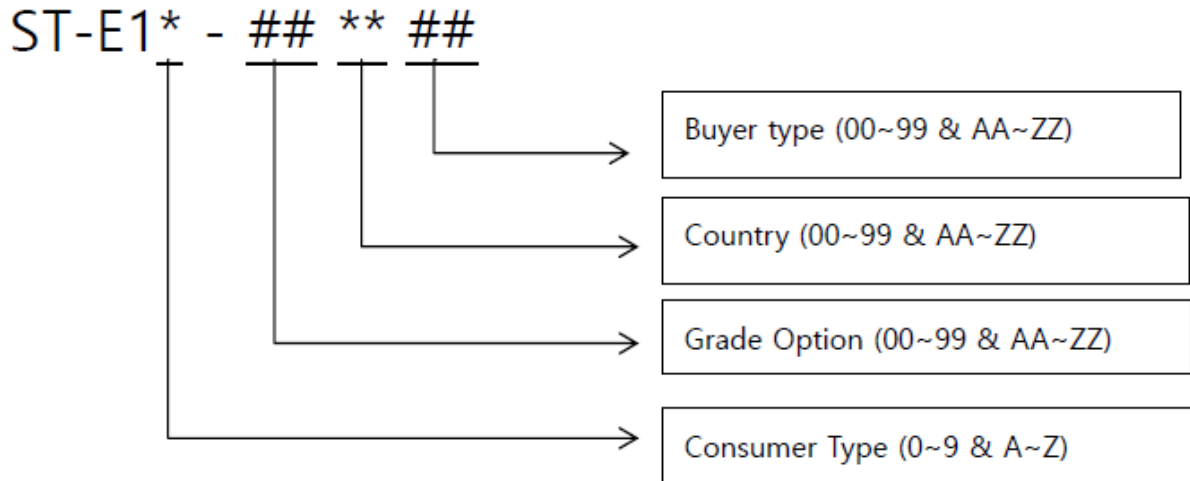 ST-E1* - ## ** ##
Buyer type (00~99 & AA~ZZ)
Country (00~99 & AA~ZZ)
Grade Option (00~99 & AA~ZZ)
Consumer Type (0~9 & A~Z)